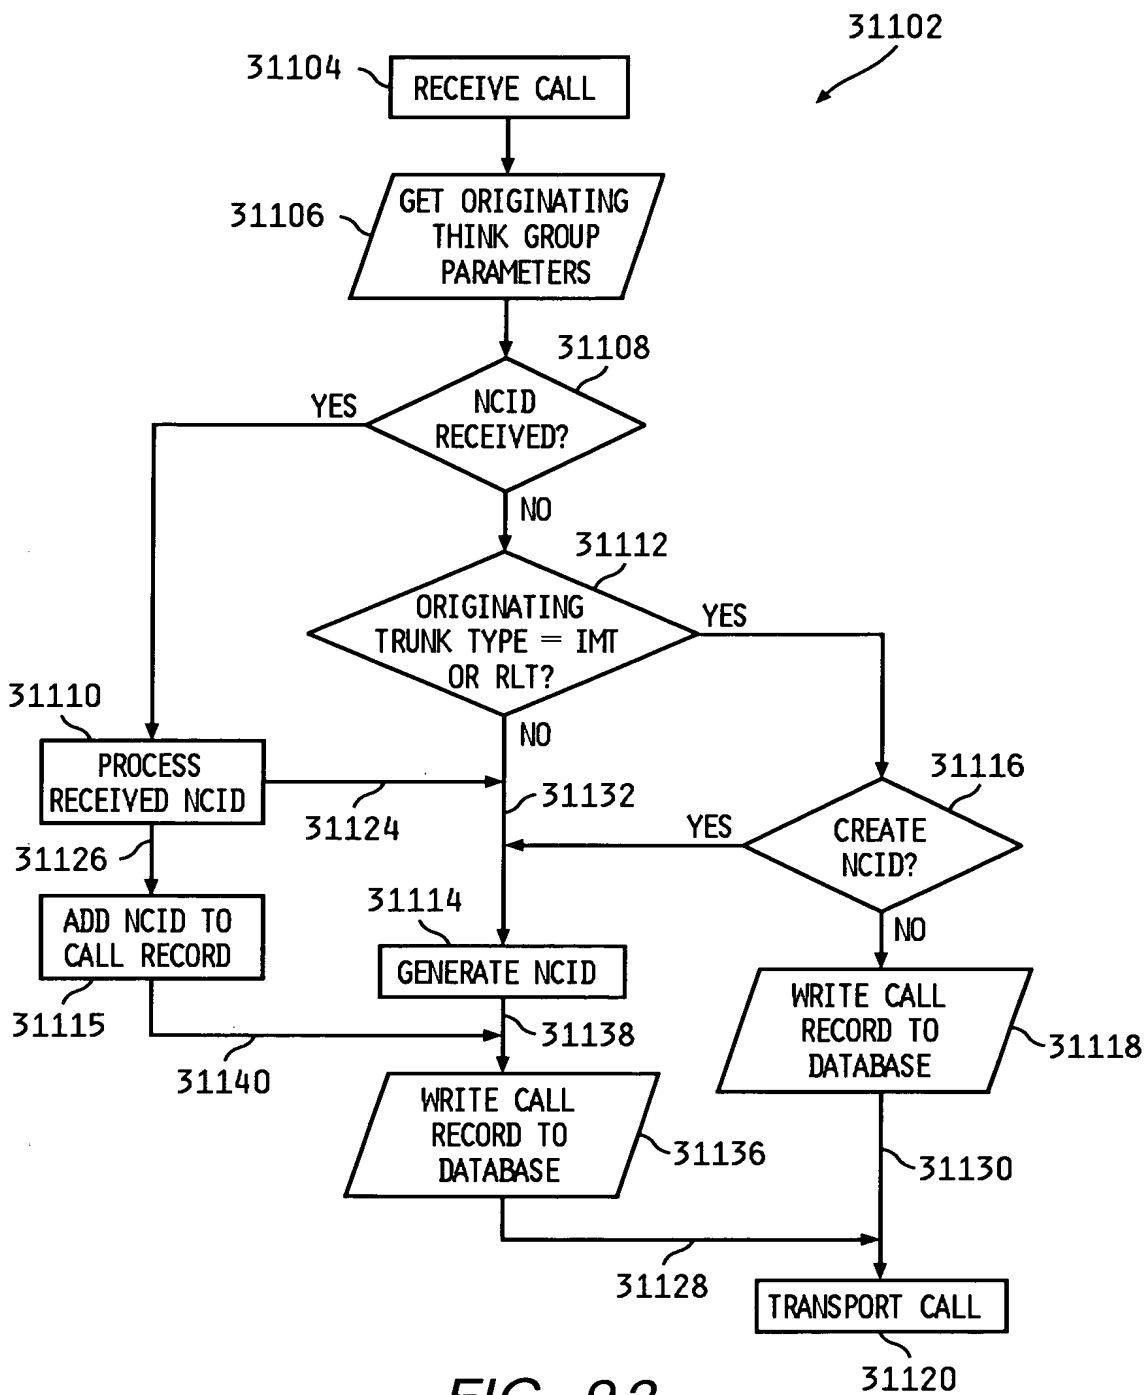 31102
31104
RECEIVE CALL
31106
GET ORIGINATING
THINK GROUP
PARAMETERS
31108
YES
NCID
RECEIVED?
NO
31112
ORIGINATING
TRUNK TYPE = IMT
OR RLT?
YES
NO
31110
PROCESS
RECEIVED NCID
31124
31132
31116
YES
CREATE
NCID?
NO
31126
ADD NCID TO
CALL RECORD
31115
31114
GENERATE NCID
31138
31140
WRITE CALL
RECORD TO
DATABASE
31118
WRITE CALL
RECORD TO
DATABASE
31136
31130
31128
TRANSPORT CALL
31120